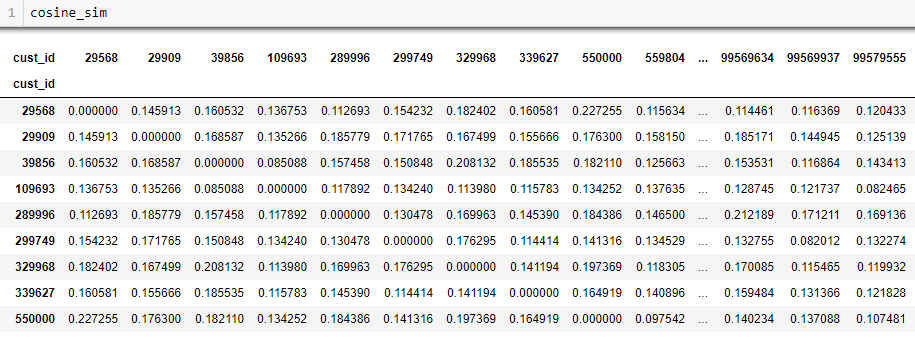 1 cosine_sim
cust_id 29568 29909 39856 109693 289996 299749 329968 339627 550000 559804 ... 99569634 99569937 99579555
cust_id
29568 0.000000 0.145913 0.160532 0.136753 0.112693 0.154232 0.182402 0.160581 0.227255 0.115634 ... 0.114461 0.116369 0.120433
29909 0.145913 0.000000 0.168587 0.135266 0.185779 0.171765 0.167499 0.155666 0.176300 0.158150 ... 0.185171 0.144945 0.125139
39856 0.160532 0.168587 0.000000 0.085088 0.157458 0.150848 0.208132 0.185535 0.182110 0.125663 ... 0.153531 0.116864 0.143413
109693 0.136753 0.135266 0.085088 0.000000 0.117892 0.134240 0.113980 0.115783 0.134252 0.137635 ... 0.128745 0.121737 0.082465
289996 0.112693 0.185779 0.157458 0.117892 0.000000 0.130478 0.169963 0.145390 0.184386 0.146500 ... 0.212189 0.171211 0.169136
299749 0.154232 0.171765 0.150848 0.134240 0.130478 0.000000 0.176295 0.114414 0.141316 0.134529 ... 0.132755 0.082012 0.132274
329968 0.182402 0.167499 0.208132 0.113980 0.169963 0.176295 0.000000 0.141194 0.197369 0.118305 ... 0.170085 0.115465 0.119932
339627 0.160581 0.155666 0.185535 0.115783 0.145390 0.114414 0.141194 0.000000 0.164919 0.140896 ... 0.159484 0.131366 0.121828
550000 0.227255 0.176300 0.182110 0.134252 0.184386 0.141316 0.197369 0.164919 0.000000 0.097542 ... 0.140234 0.137088 0.107481